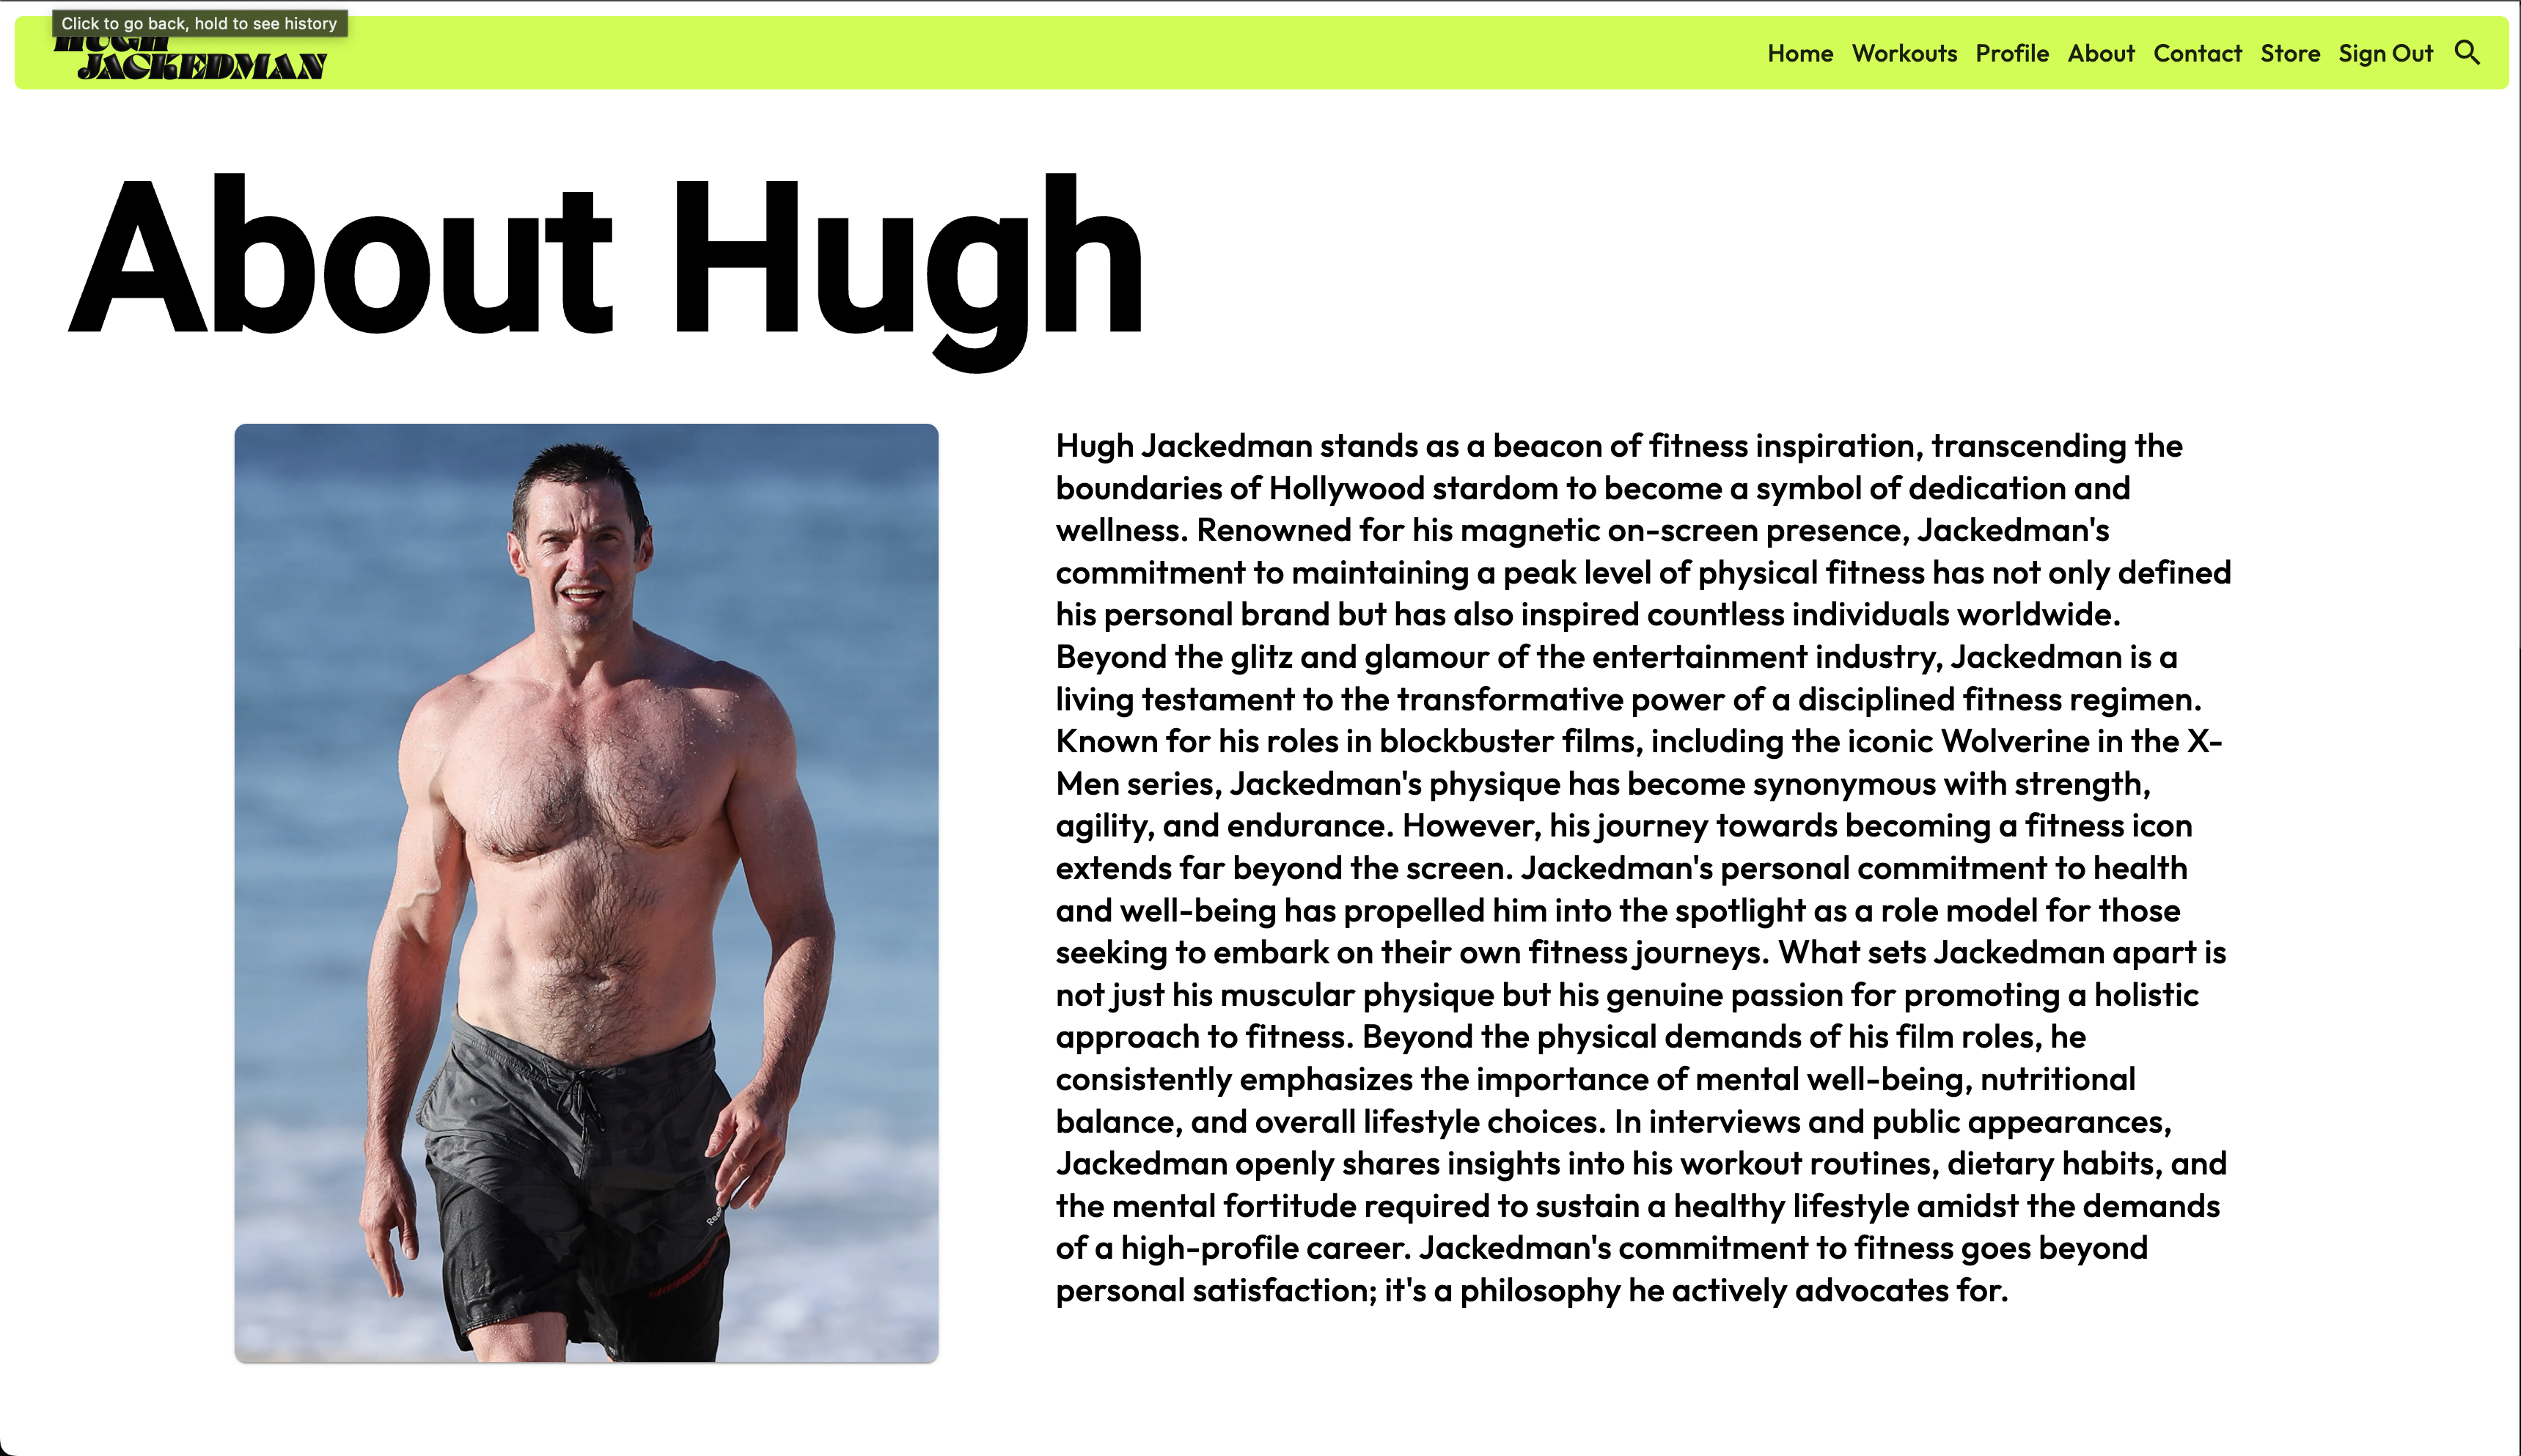 Click to go back, hold to see history
HUGH
JACKEDMAN
Home Workouts Profile About Contact Store Sign Out
About Hugh
Hugh Jackedman stands as a beacon of fitness inspiration, transcending the
boundaries of Hollywood stardom to become a symbol of dedication and
wellness. Renowned for his magnetic on-screen presence, Jackedman's
commitment to maintaining a peak level of physical fitness has not only defined
his personal brand but has also inspired countless individuals worldwide.
Beyond the glitz and glamour of the entertainment industry, Jackedman is a
living testament to the transformative power of a disciplined fitness regimen.
Known for his roles in blockbuster films, including the iconic Wolverine in the X-
Men series, Jackedman's physique has become synonymous with strength,
agility, and endurance. However, his journey towards becoming a fitness icon
extends far beyond the screen. Jackedman's personal commitment to health
and well-being has propelled him into the spotlight as a role model for those
seeking to embark on their own fitness journeys. What sets Jackedman apart is
not just his muscular physique but his genuine passion for promoting a holistic
approach to fitness. Beyond the physical demands of his film roles, he
consistently emphasizes the importance of mental well-being, nutritional
balance, and overall lifestyle choices. In interviews and public appearances,
Jackedman openly shares insights into his workout routines, dietary habits, and
the mental fortitude required to sustain a healthy lifestyle amidst the demands
of a high-profile career. Jackedman's commitment to fitness goes beyond
personal satisfaction; it's a philosophy he actively advocates for.